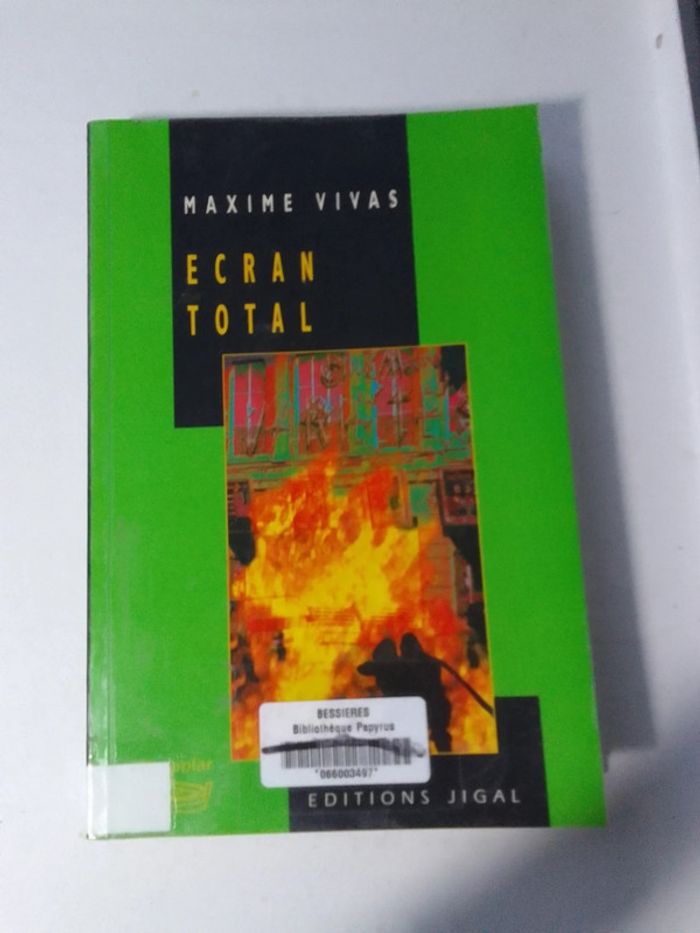 MAXIME VIVAS
ECRAN
TOTAL
BESSIERES
Bibliothèque Papyrus
*066003497*
EDITIONS JIGAL